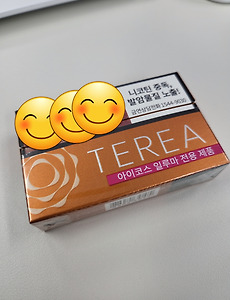 니코틴 중독,
발암물질 노출!
금연상담전화 1544-9030
TEREA
아이코스 일루마 전용 제품